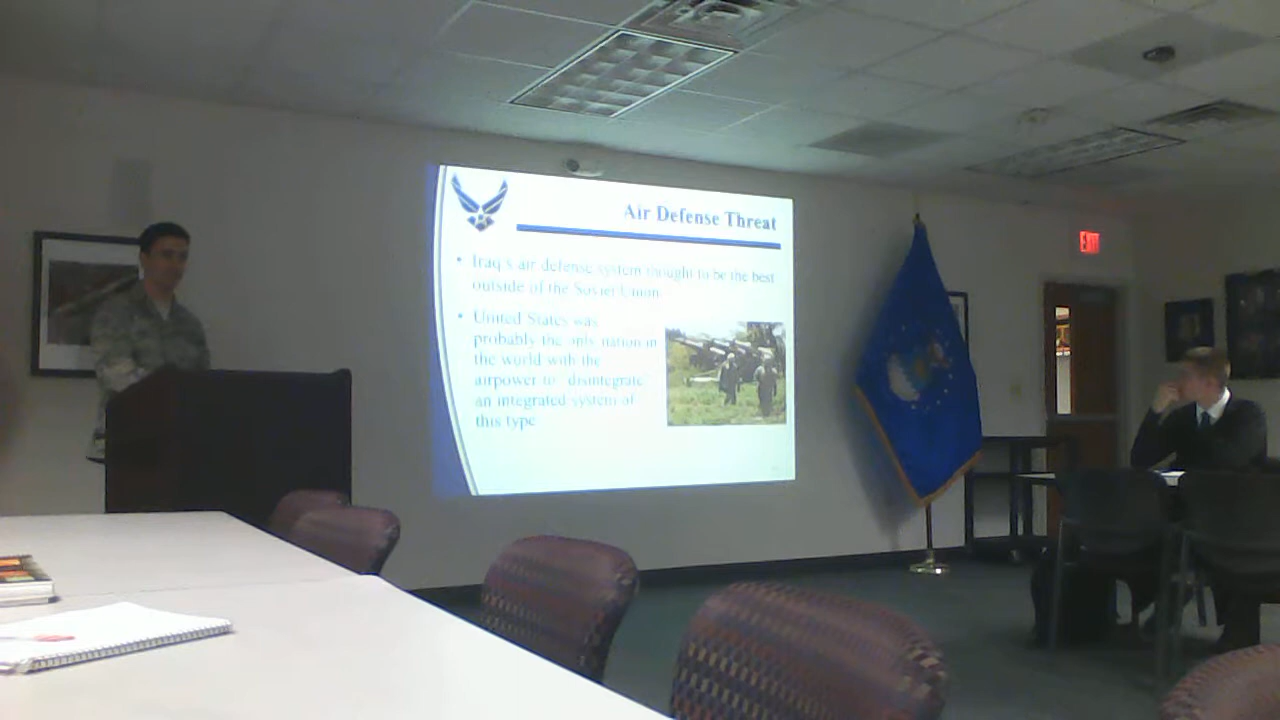 Air Defense Threat
• Iraq's air defense system thought to be the best
outside of the Soviet Union
• United States was
probably the only nation in
the world with the
airpower to "disintegrate"
an integrated system of
this type
EXIT